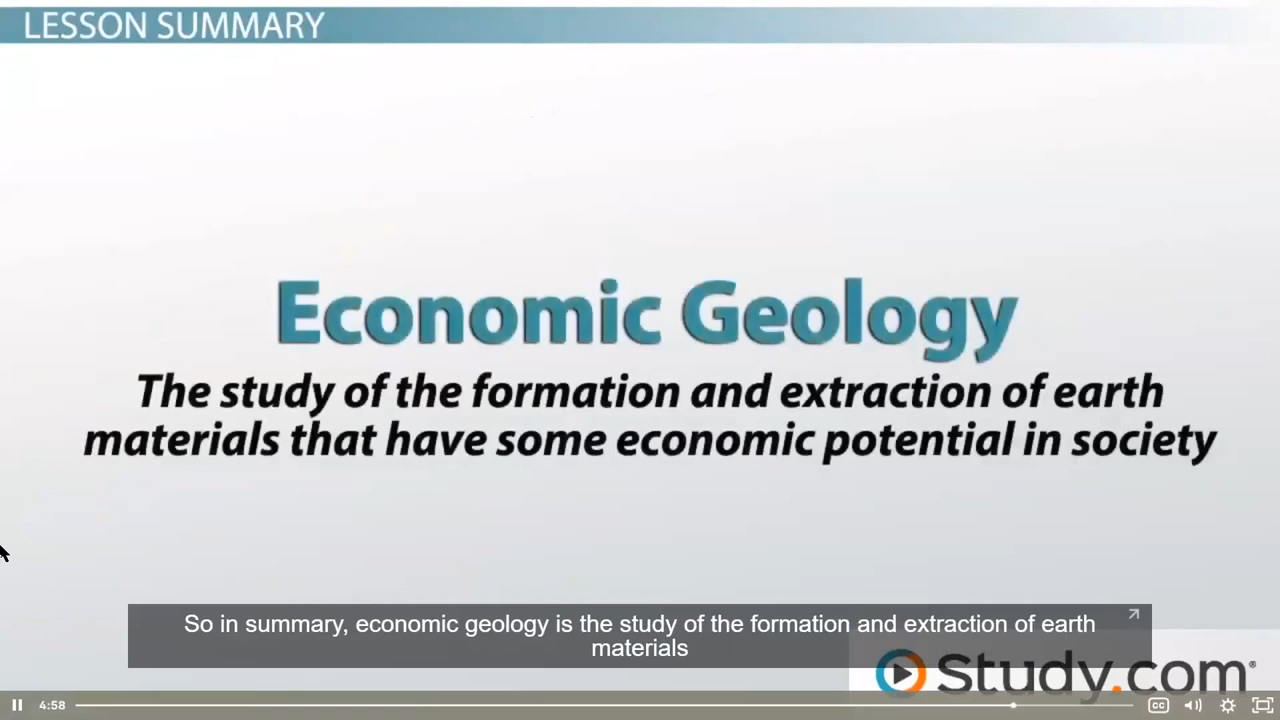 LESSON SUMMARY
Economic Geology
The study of the formation and extraction of earth
materials that have some economic potential in society
So in summary, economic geology is the study of the formation and extraction of earth
materials
Study.com®
4:58
CC